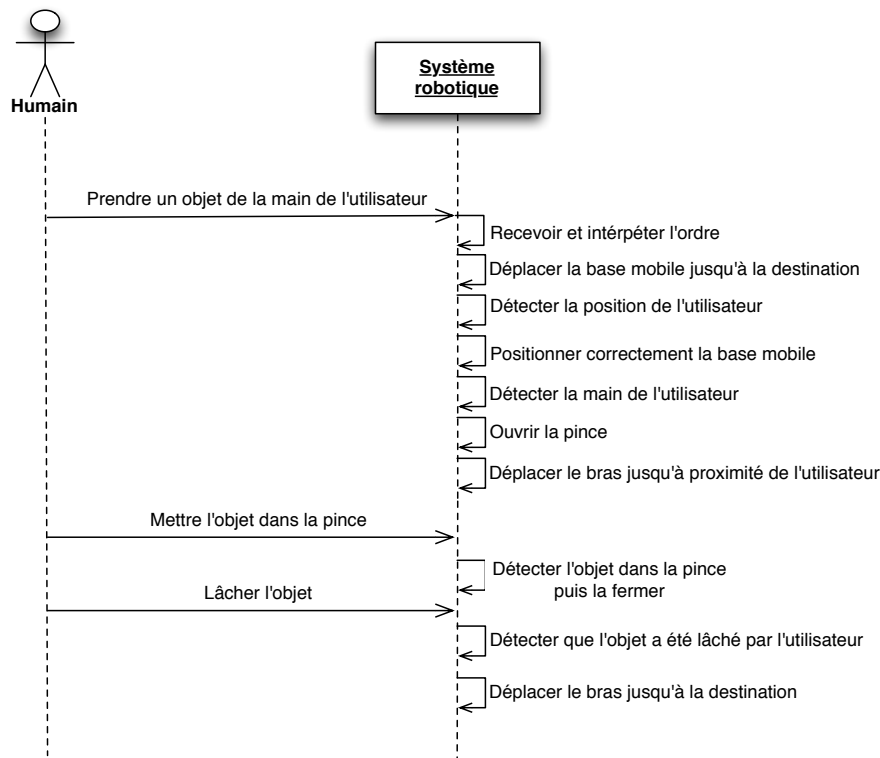 Humain
Système
robotique
Prendre un objet de la main de l'utilisateur
Recevoir et intérpéter l'ordre
Déplacer la base mobile jusqu'à la destination
Détecter la position de l'utilisateur
Positionner correctement la base mobile
Détecter la main de l'utilisateur
Ouvrir la pince
Déplacer le bras jusqu'à proximité de l'utilisateur
Mettre l'objet dans la pince
Détecter l'objet dans la pince
puis la fermer
Lâcher l'objet
Détecter que l'objet a été lâché par l'utilisateur
Déplacer le bras jusqu'à la destination